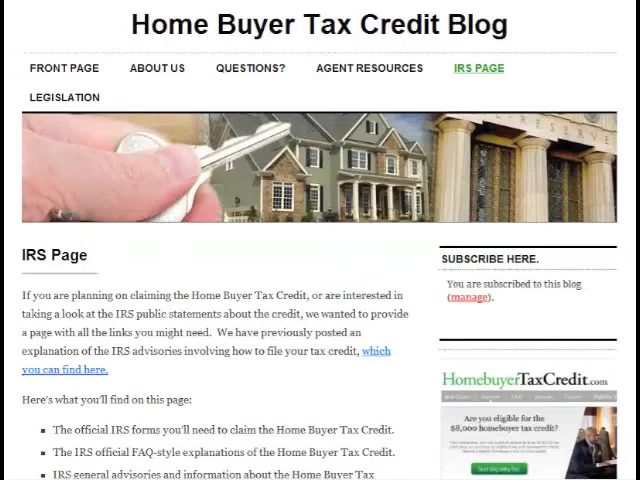 Home Buyer Tax Credit Blog
FRONT PAGE ABOUT US QUESTIONS? AGENT RESOURCES IRS PAGE
LEGISLATION
IRS Page
If you are planning on claiming the Home Buyer Tax Credit, or are interested in
taking a look at the IRS public statements about the credit, we wanted to provide
a page with all the links you might need. We have previously posted an
explanation of the IRS advisories involving how to file your tax credit, which
you can find here.
Here's what you'll find on this page:
The official IRS forms you'll need to claim the Home Buyer Tax Credit.
The IRS official FAQ-style explanations of the Home Buyer Tax Credit.
IRS general advisories and information about the Home Buyer Tax
SUBSCRIBE HERE.
You are subscribed to this blog
(manage).
HomebuyerTaxCredit.com
Are you eligible for the
$8,000 homebuyer tax credit?